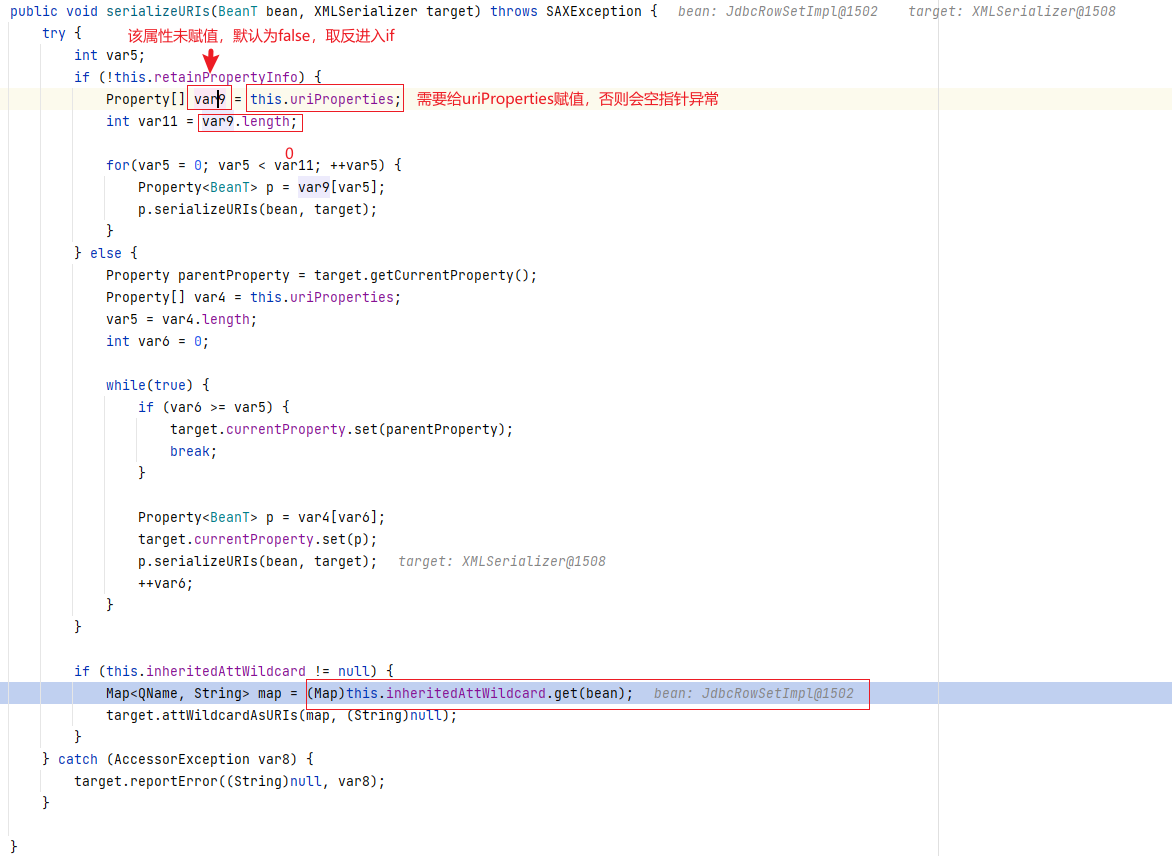 public void serializeURIs(BeanT bean, XMLSerializer target) throws SAXException {   bean: JdbcRowSetImpl@1502    target: XMLSerializer@1508
try {
该属性未赋值，默认为false，取反进入if
int var5;
if (!this.retainPropertyInfo) {
Property[] var9 = this.uriProperties;   需要给uriProperties赋值，否则会空指针异常
int var11 = var9.length;
0
for(var5 = 0; var5 < var11; ++var5) {
Property<BeanT> p = var9[var5];
p.serializeURIs(bean, target);
}
} else {
Property parentProperty = target.getCurrentProperty();
Property[] var4 = this.uriProperties;
var5 = var4.length;
int var6 = 0;
while(true) {
if (var6 >= var5) {
target.currentProperty.set(parentProperty);
break;
}
Property<BeanT> p = var4[var6];
target.currentProperty.set(p);
p.serializeURIs(bean, target);   target: XMLSerializer@1508
++var6;
}
}
if (this.inheritedAttWildcard != null) {
Map<QName, String> map = (Map)this.inheritedAttWildcard.get(bean);   bean: JdbcRowSetImpl@1502
target.attWildcardAsURIs(map, (String)null);
}
} catch (AccessorException var8) {
target.reportError((String)null, var8);
}
}